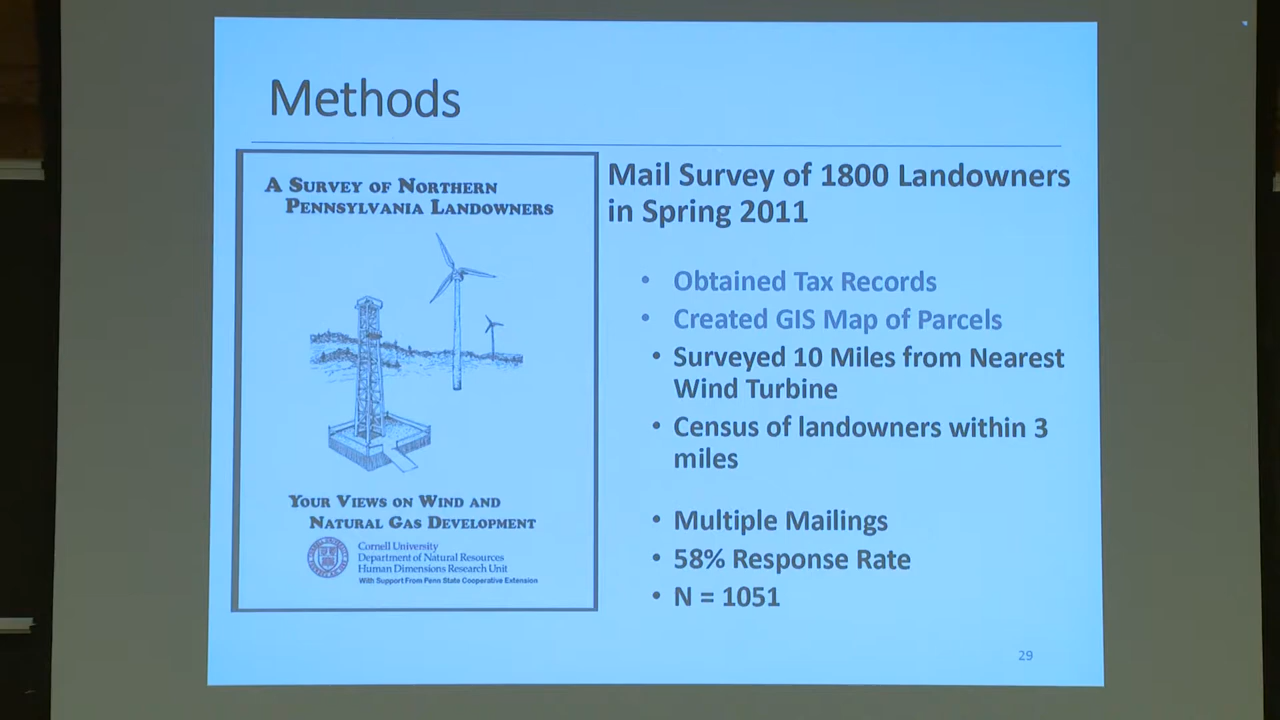 Methods
A SURVEY OF NORTHERN
PENNSYLVANIA LANDOWNERS
YOUR VIEWS ON WIND AND
NATURAL GAS DEVELOPMENT
Cornell University
Department of Natural Resources
Human Dimensions Research Unit
With Support From Penn State Cooperative Extension
Mail Survey of 1800 Landowners
in Spring 2011
• Obtained Tax Records
• Created GIS Map of Parcels
• Surveyed 10 Miles from Nearest
Wind Turbine
• Census of landowners within 3
miles
• Multiple Mailings
• 58% Response Rate
• N = 1051
29